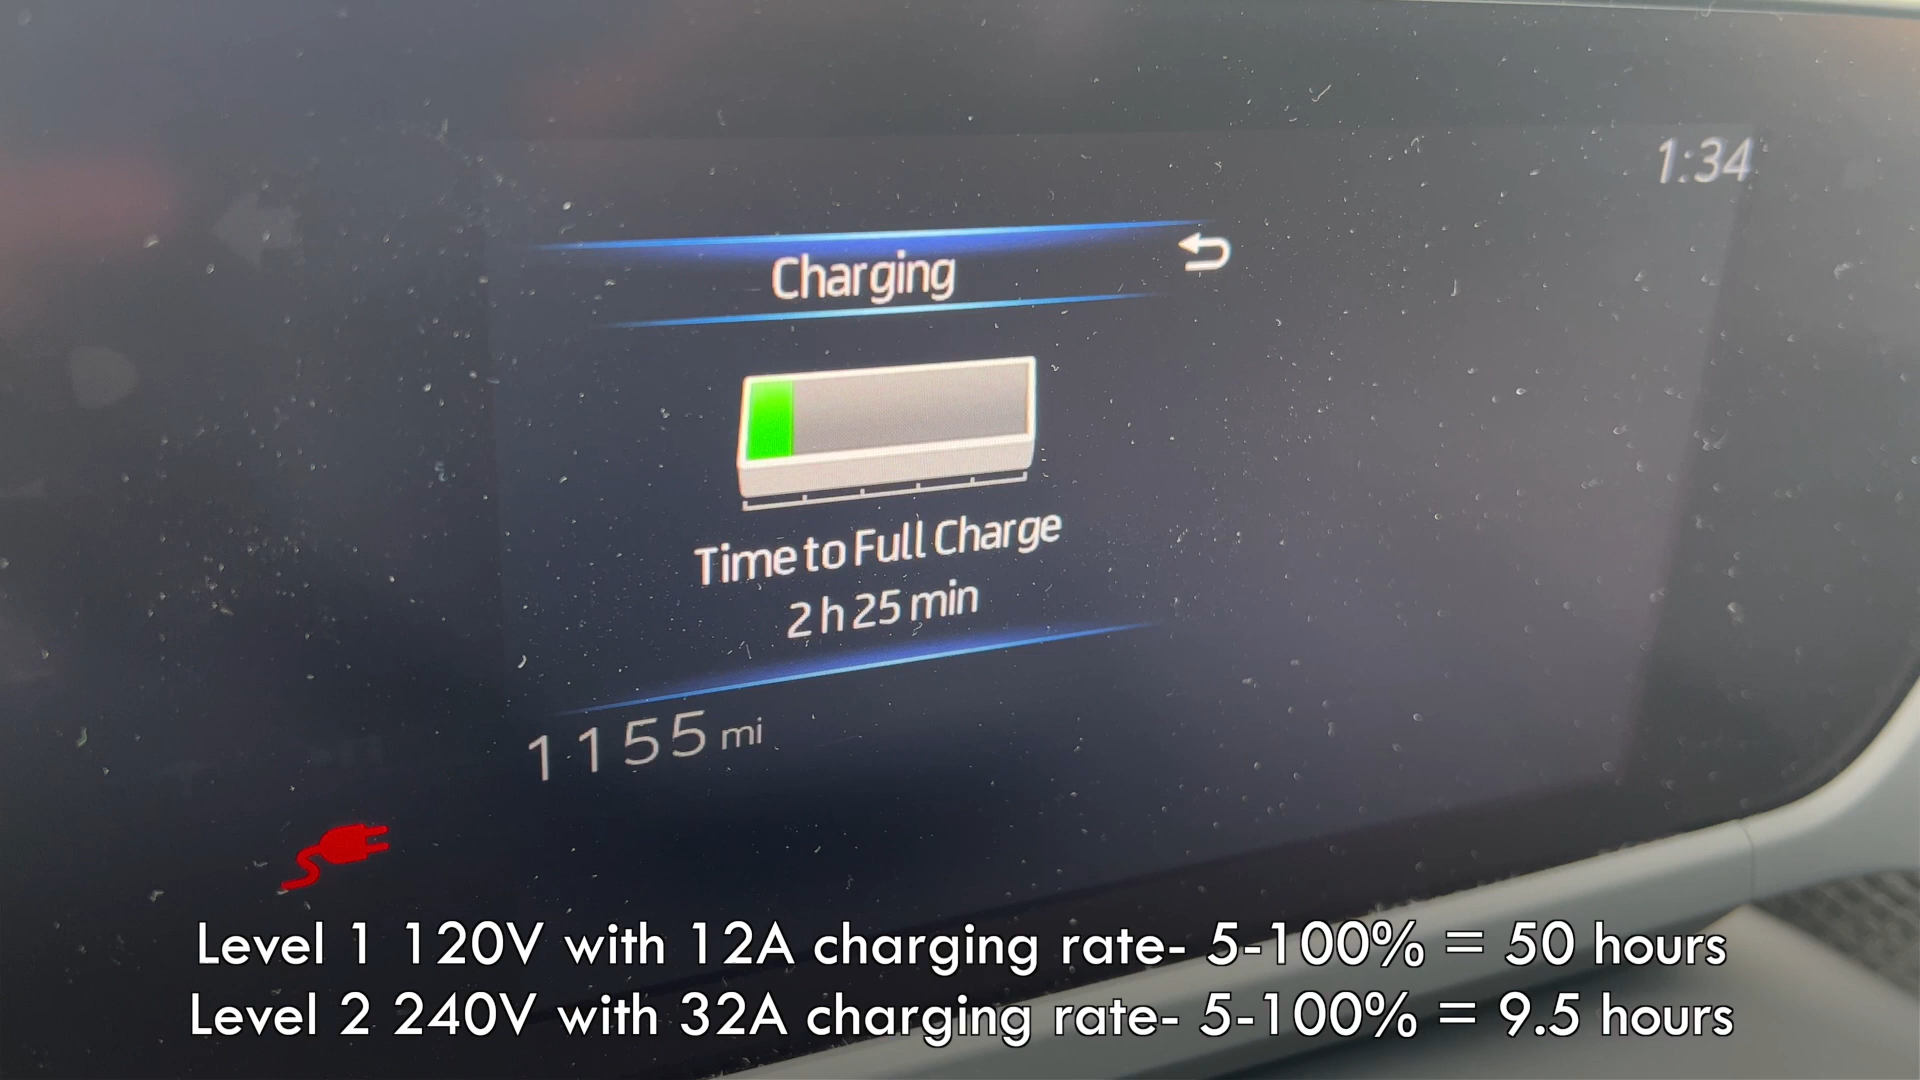 1:34
Charging
Time to Full Charge
2 h 25 min
1155 mi
Level 1 120V with 12A charging rate- 5-100% = 50 hours
Level 2 240V with 32A charging rate- 5-100% = 9.5 hours